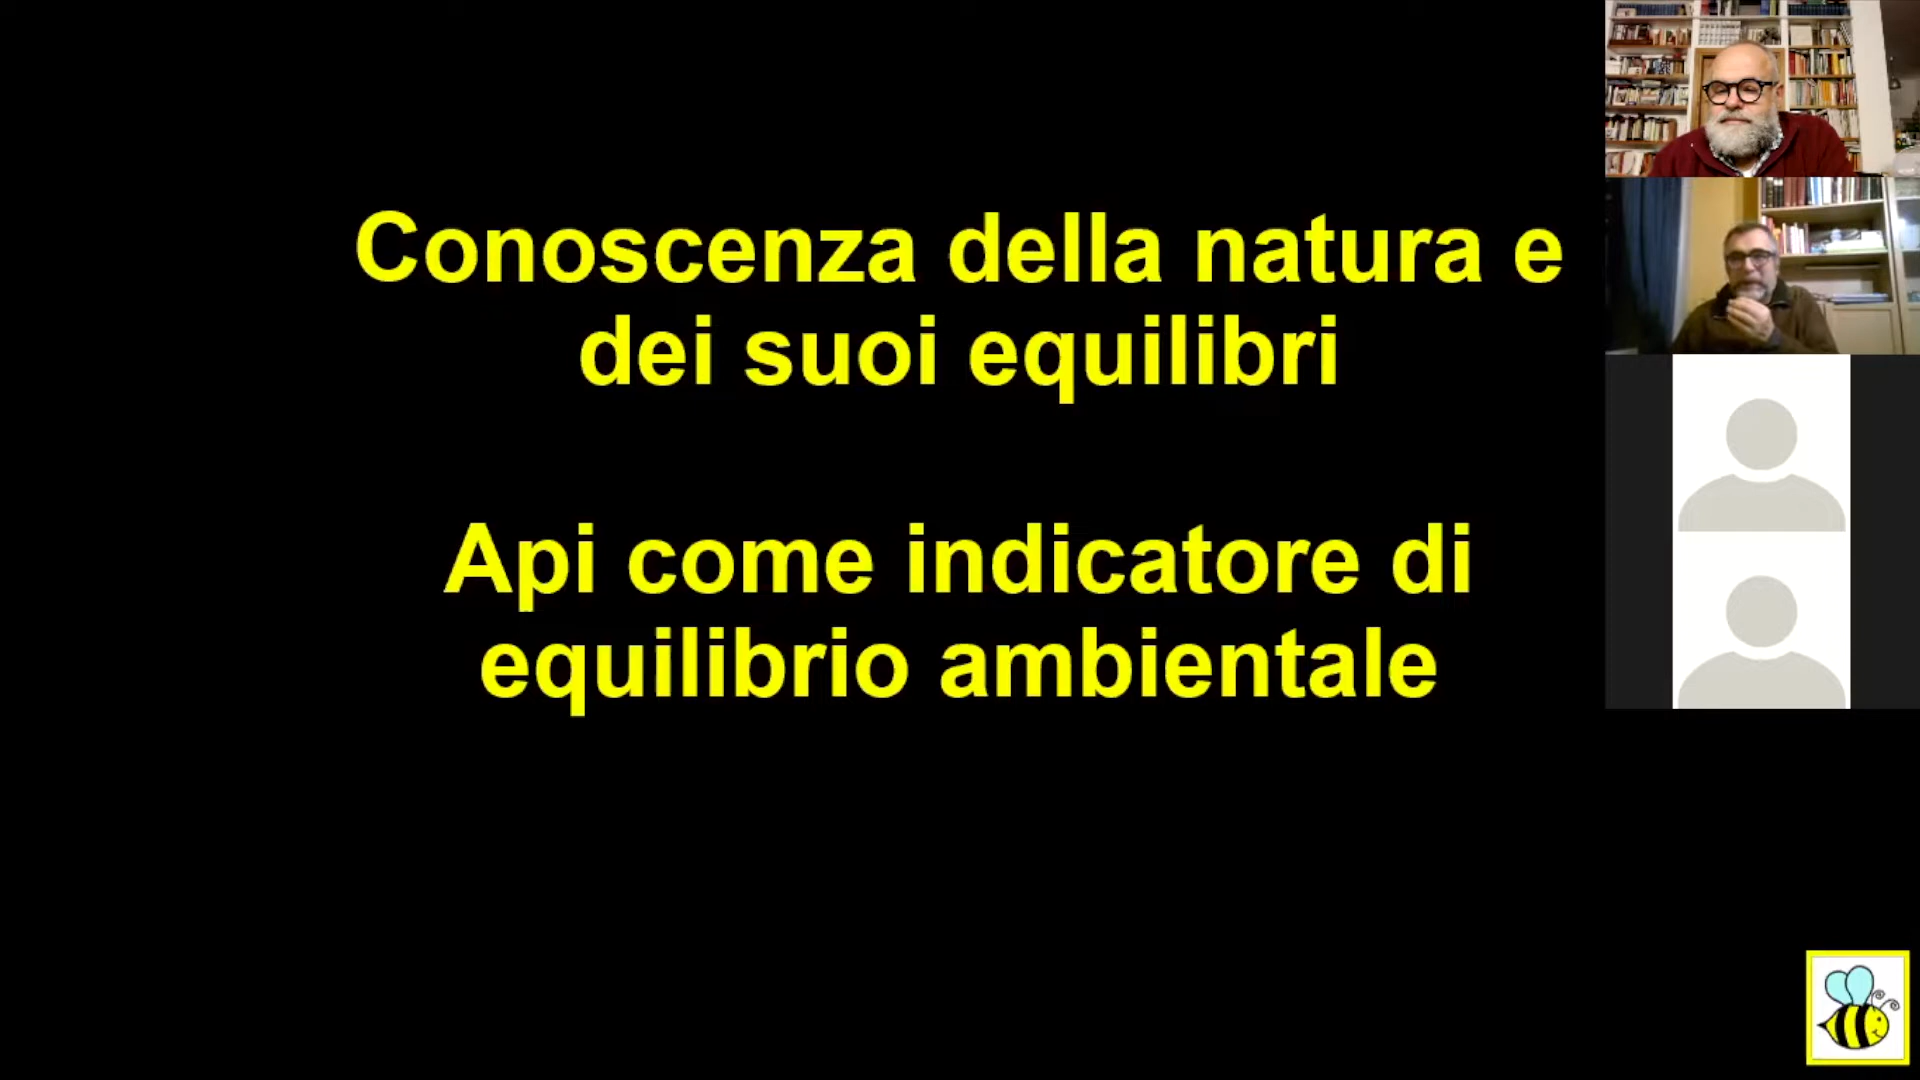 Conoscenza della natura e
dei suoi equilibri
Api come indicatore di
equilibrio ambientale